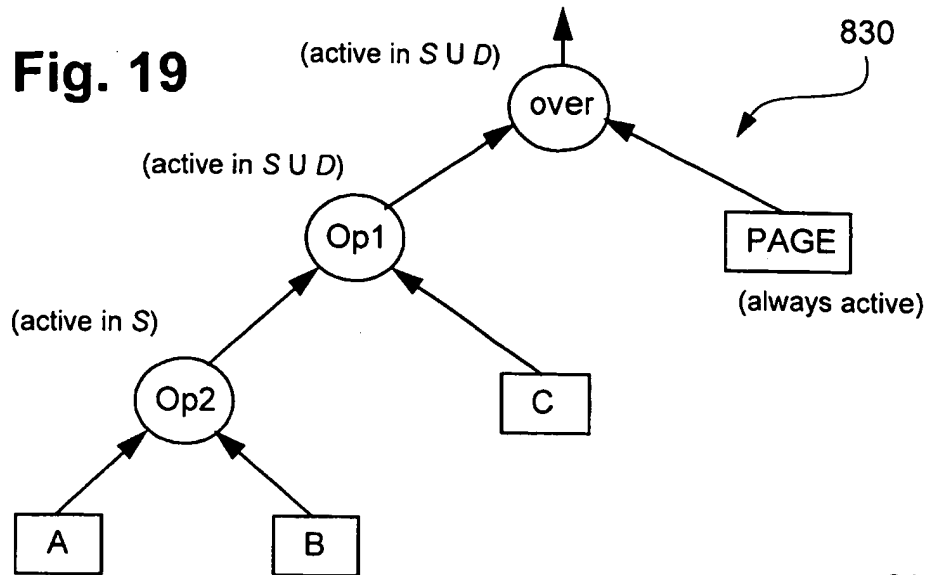 Fig. 19
(active in S U D)
830
over
(active in S U D)
Op1
PAGE
(always active)
(active in S)
Op2
C
A
B